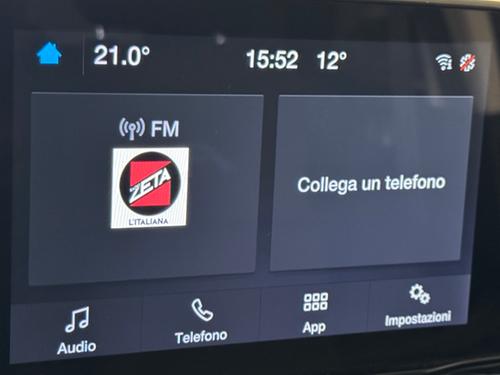 21.0°
15:52
12°
FM
ZETA
L'ITALIANA
Collega un telefono
Audio
Telefono
App
Impostazioni